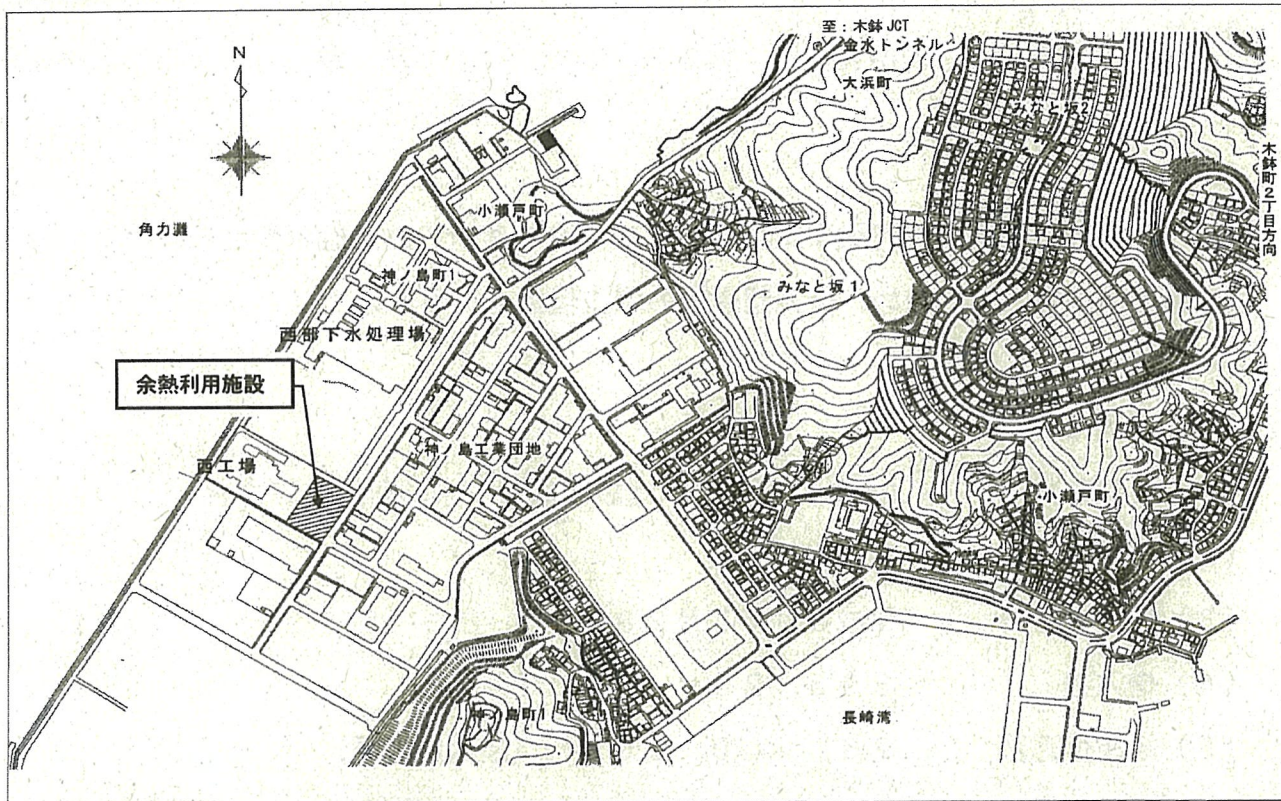 至：木鉢 JCT
金水トンネル
N
大浜町
みなと坂2
木鉢町2丁目方向
小瀬戸町
角力灘
神ノ島町1
みなと坂1
西部下水処理場
余熱利用施設
神ノ島工業団地
西工場
小瀬戸町
神ノ島町1
長崎湾